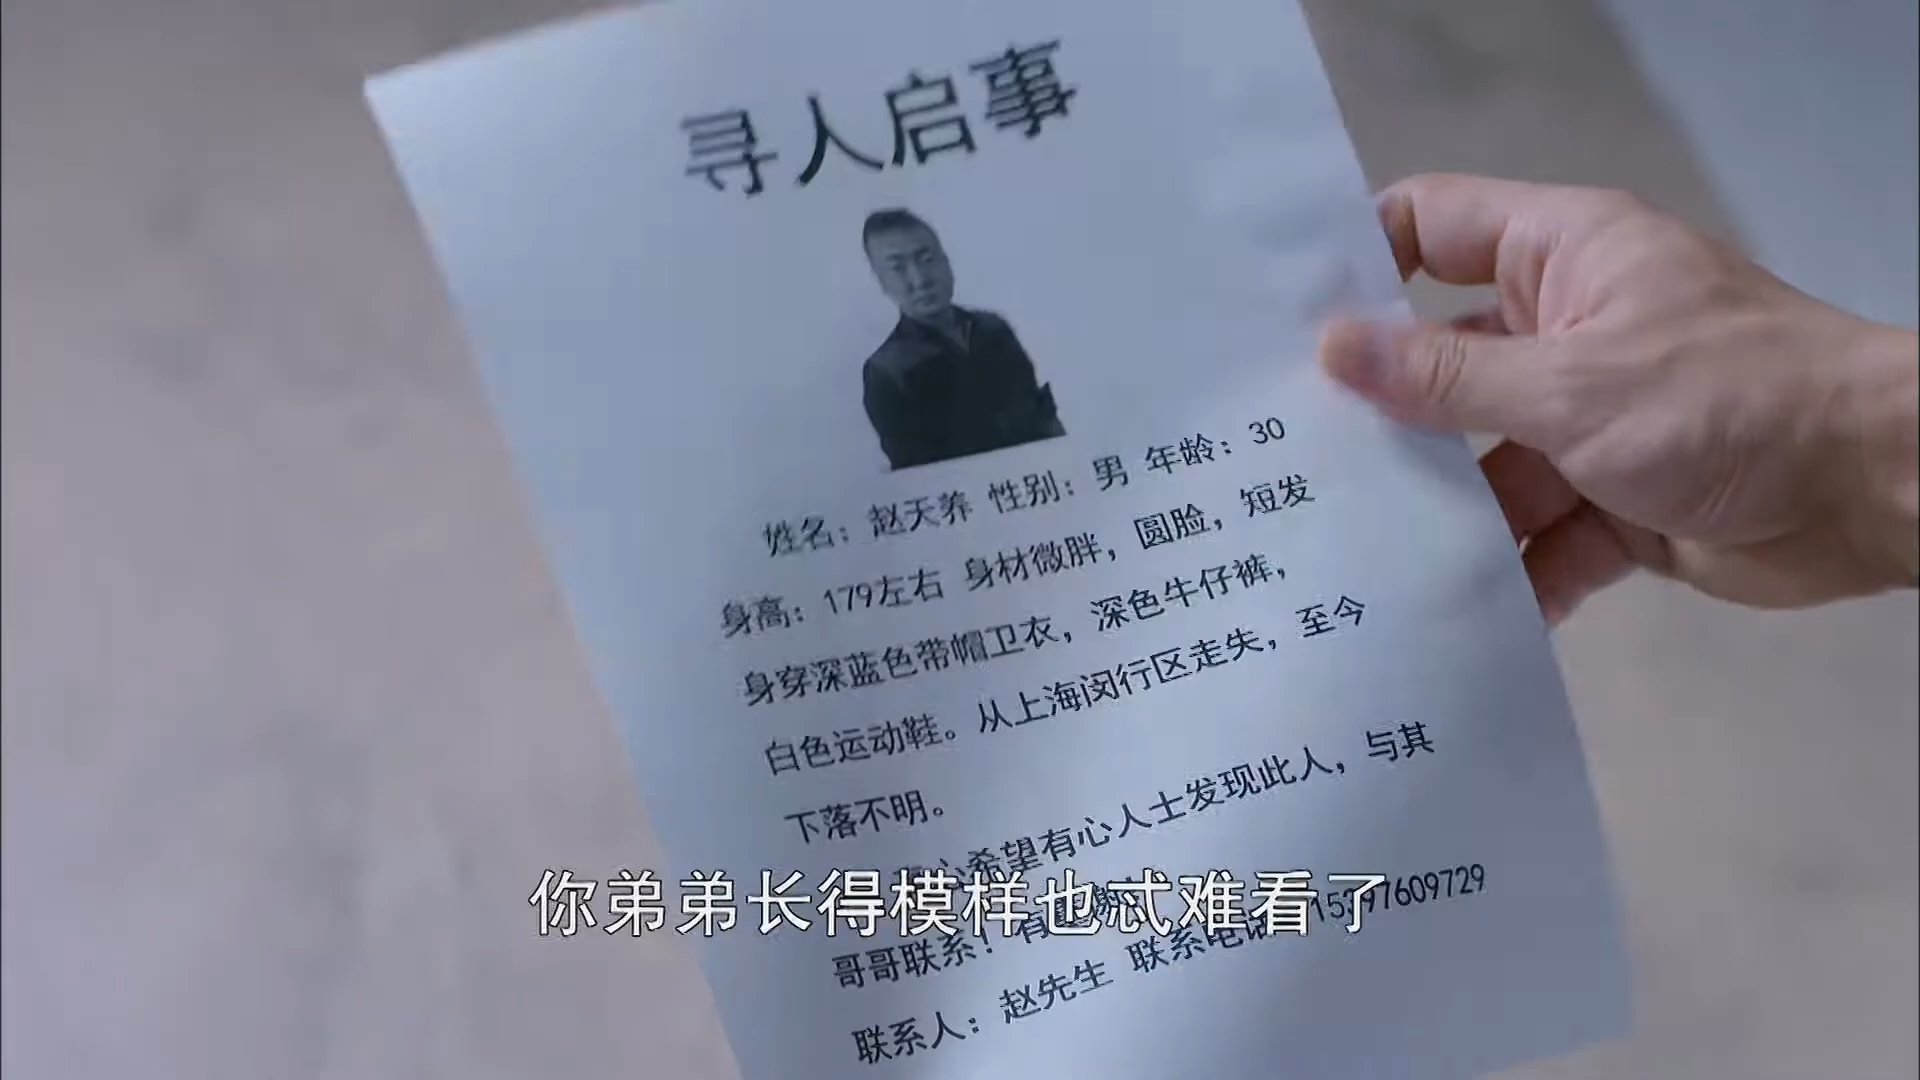 寻人启事
姓名：赵天养 性别：男 年龄：30
身高：179左右 身材微胖，圆脸，短发
身穿深蓝色带帽卫衣，深色牛仔裤，
白色运动鞋。从上海闵行区走失，至今
下落不明。
心希望有心人士发现此人，与其
哥哥联系！有
联系人：赵先生 联系电话 7609729
你弟弟长得模样也忒难看了